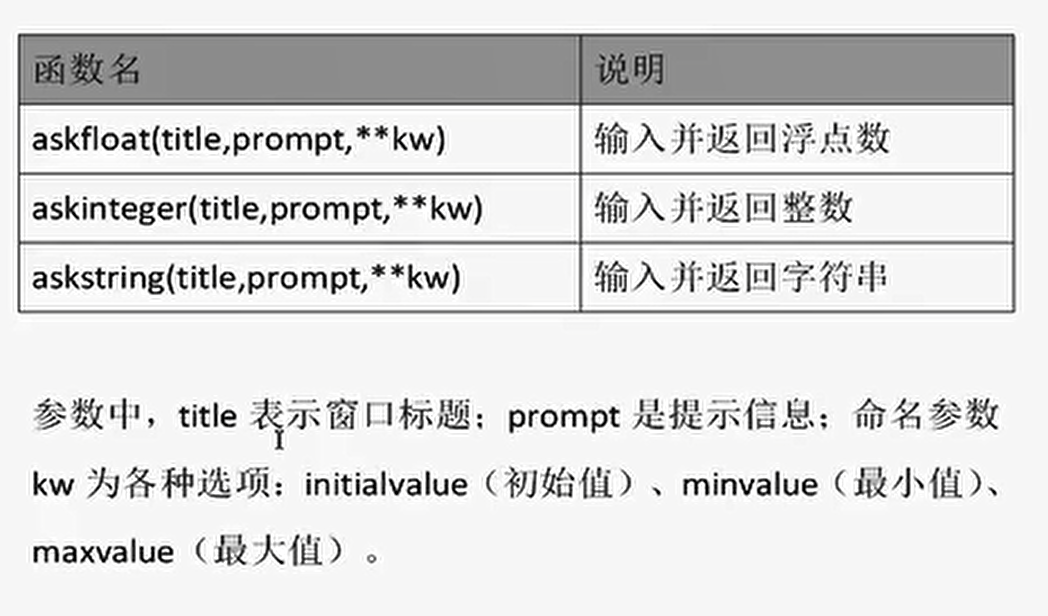 函数名 说明
askfloat(title,prompt,**kw) 输入并返回浮点数
askinteger(title,prompt,**kw) 输入并返回整数
askstring(title,prompt,**kw) 输入并返回字符串
参数中，title 表示窗口标题；prompt 是提示信息；命名参数
kw 为各种选项：initialvalue（初始值）、minvalue（最小值）、
maxvalue（最大值）。